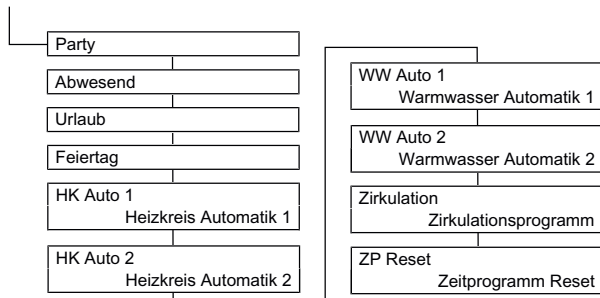 Party
Abwesend
Urlaub
Feiertag
HK Auto 1
Heizkreis Automatik 1
HK Auto 2
Heizkreis Automatik 2
WW Auto 1
Warmwasser Automatik 1
WW Auto 2
Warmwasser Automatik 2
Zirkulation
Zirkulationsprogramm
ZP Reset
Zeitprogramm Reset